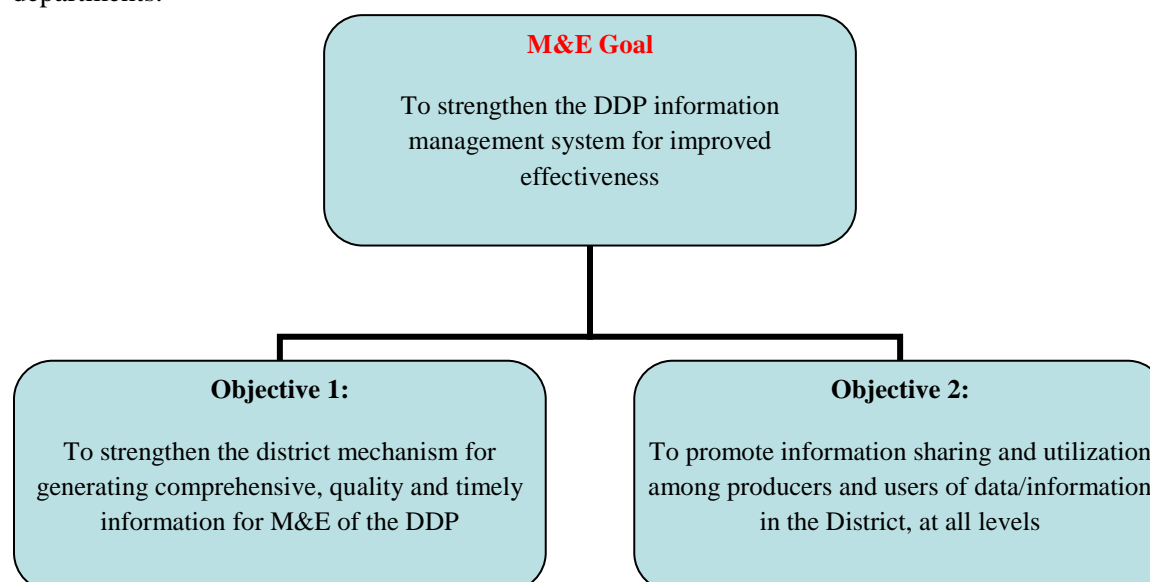 departments.
M&E Goal
To strengthen the DDP information
management system for improved
effectiveness
Objective 1:
To strengthen the district mechanism for
generating comprehensive, quality and timely
information for M&E of the DDP
Objective 2:
To promote information sharing and utilization
among producers and users of data/information
in the District, at all levels